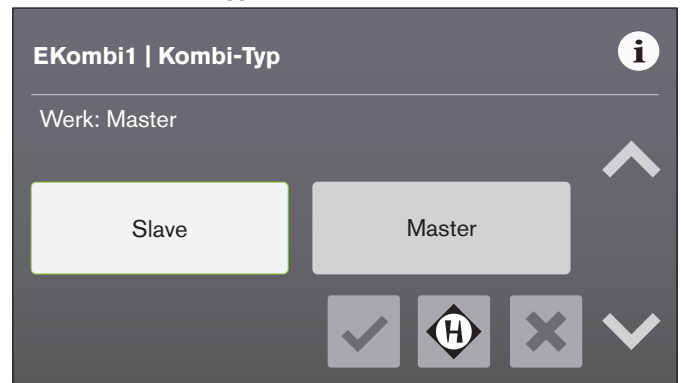 EKombi1 | Kombi-Typ
i
Werk: Master
Slave
Master
H